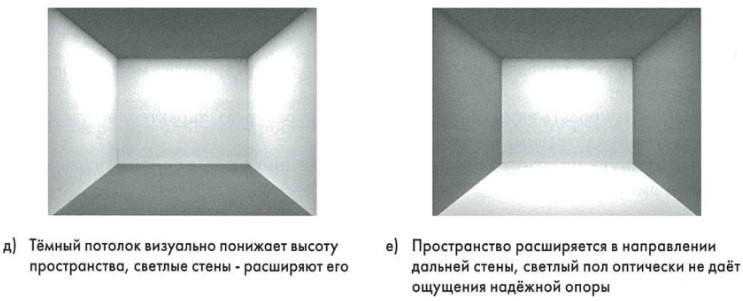 д) Тёмный потолок визуально понижает высоту
пространства, светлые стены - расширяют его
е) Пространство расширяется в направлении
дальней стены, светлый пол оптически не даёт
ощущения надёжной опоры